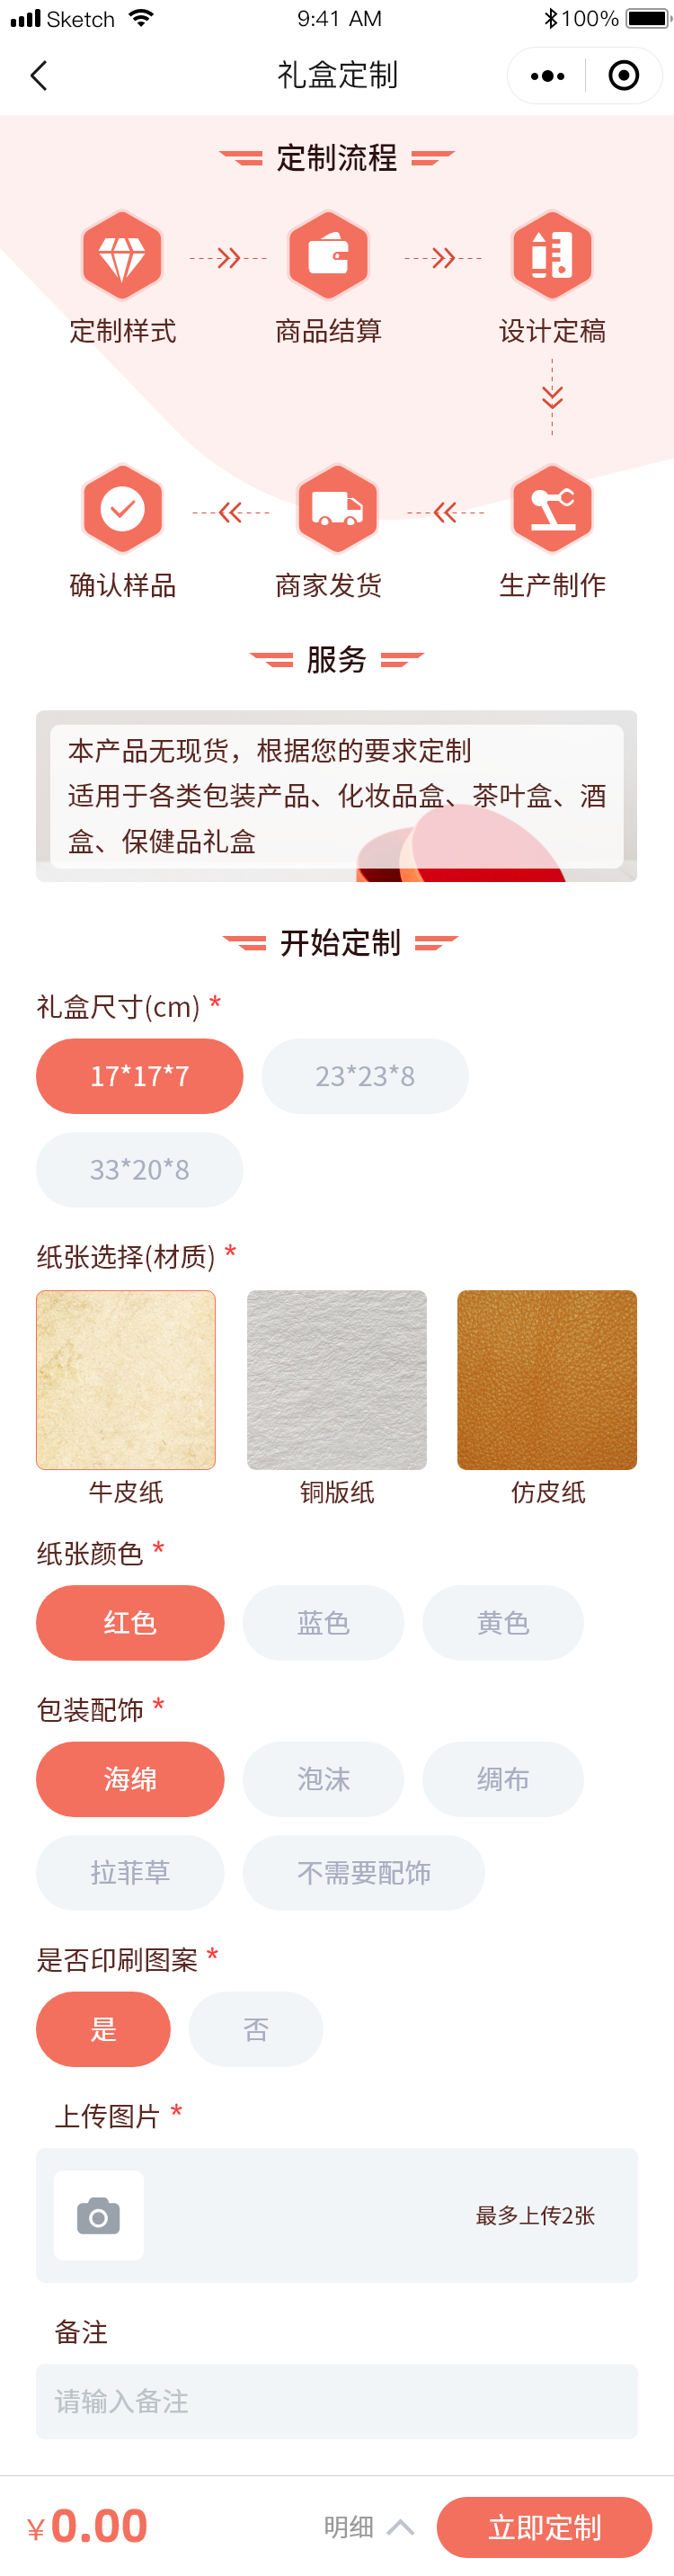 Sketch 9:41 AM 100%
礼盒定制
定制流程
定制样式 商品结算 设计定稿
确认样品 商家发货 生产制作
服务
本产品无现货，根据您的要求定制
适用于各类包装产品、化妆品盒、茶叶盒、酒
盒、保健品礼盒
开始定制
礼盒尺寸(cm) *
17*17*7 23*23*8
33*20*8
纸张选择(材质) *
牛皮纸 铜版纸 仿皮纸
纸张颜色 *
红色 蓝色 黄色
包装配饰 *
海绵 泡沫 绸布
拉菲草 不需要配饰
是否印刷图案 *
是 否
上传图片 *
最多上传2张
备注
请输入备注
¥0.00 明细 立即定制